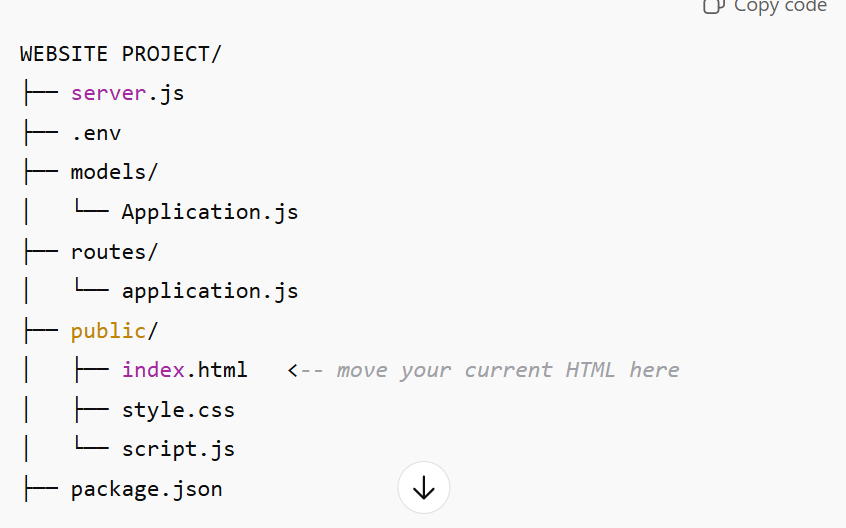 Copy code
WEBSITE PROJECT/
├── server.js
├── .env
├── models/
│   └── Application.js
├── routes/
│   └── application.js
├── public/
│   ├── index.html   <-- move your current HTML here
│   ├── style.css
│   └── script.js
├── package.json